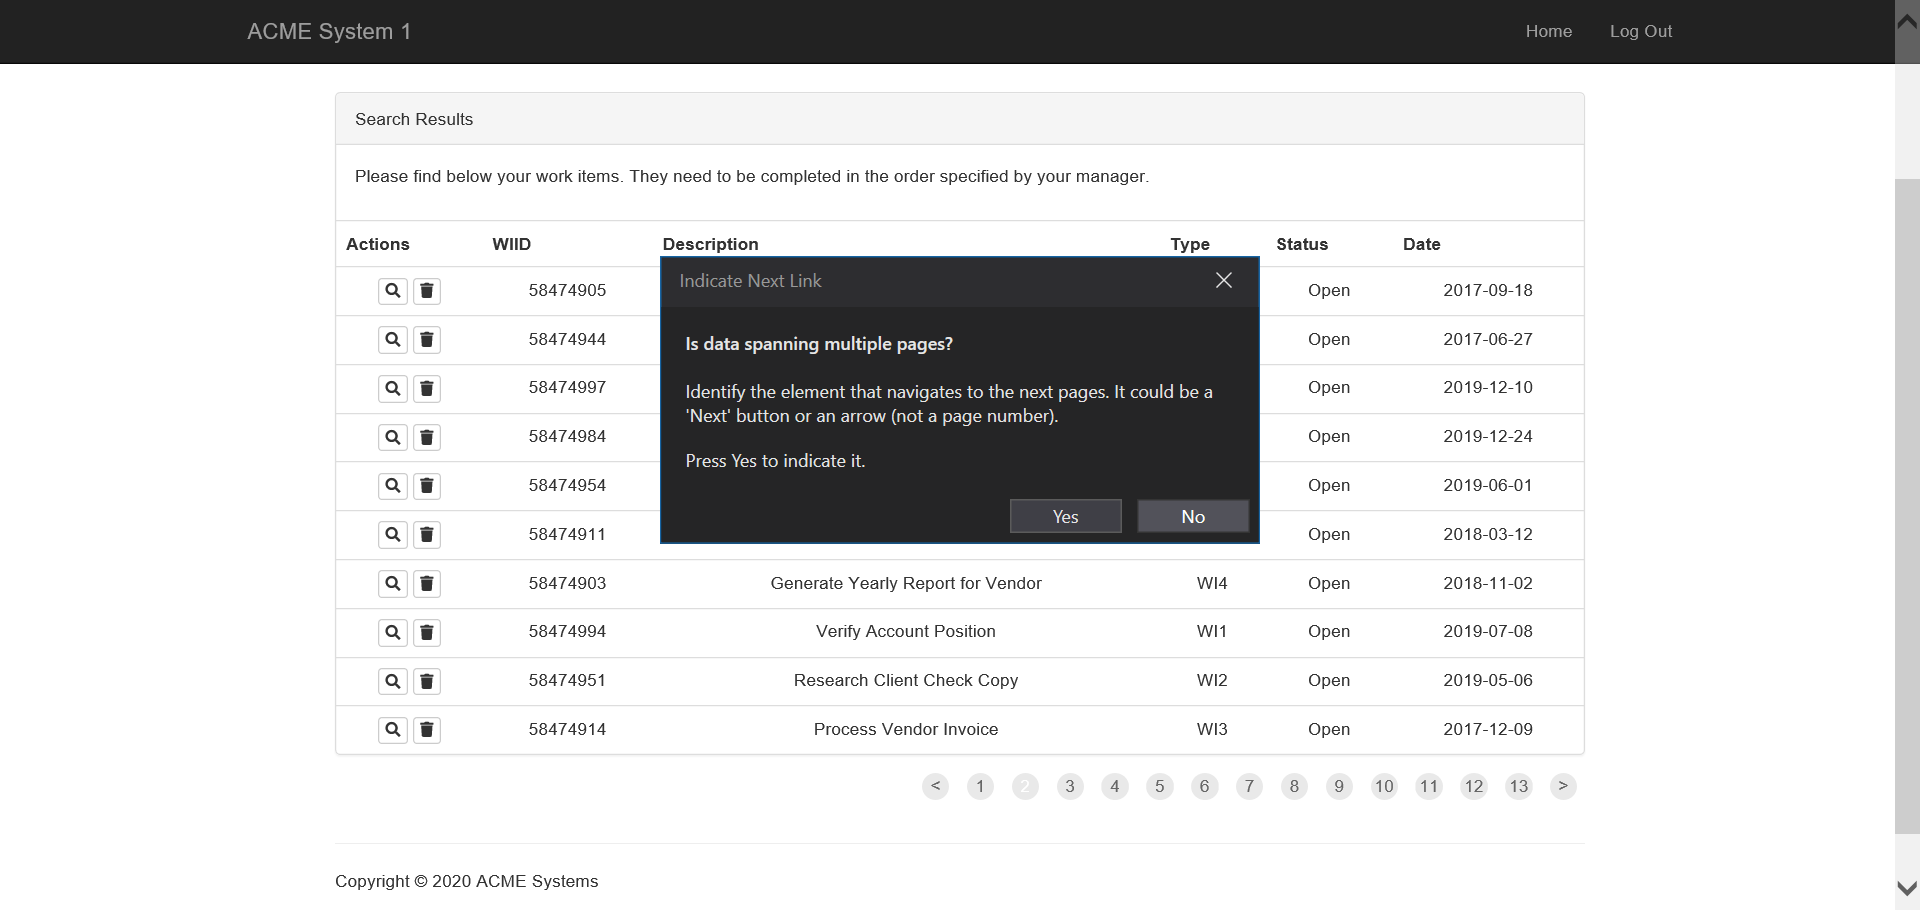 ACME System 1 Home Log Out
Search Results
Please find below your work items. They need to be completed in the order specified by your manager.
Actions WIID Description Type Status Date
Indicate Next Link
58474905 Open 2017-09-18
58474944 Open 2017-06-27
Is data spanning multiple pages?
58474997 Open 2019-12-10
Identify the element that navigates to the next pages. It could be a
'Next' button or an arrow (not a page number).
58474984 Open 2019-12-24
Press Yes to indicate it.
58474954 Open 2019-06-01
Yes No
58474911 Open 2018-03-12
58474903 Generate Yearly Report for Vendor WI4 Open 2018-11-02
58474994 Verify Account Position WI1 Open 2019-07-08
58474951 Research Client Check Copy WI2 Open 2019-05-06
58474914 Process Vendor Invoice WI3 Open 2017-12-09
< 1 2 3 4 5 6 7 8 9 10 11 12 13 >
Copyright © 2020 ACME Systems